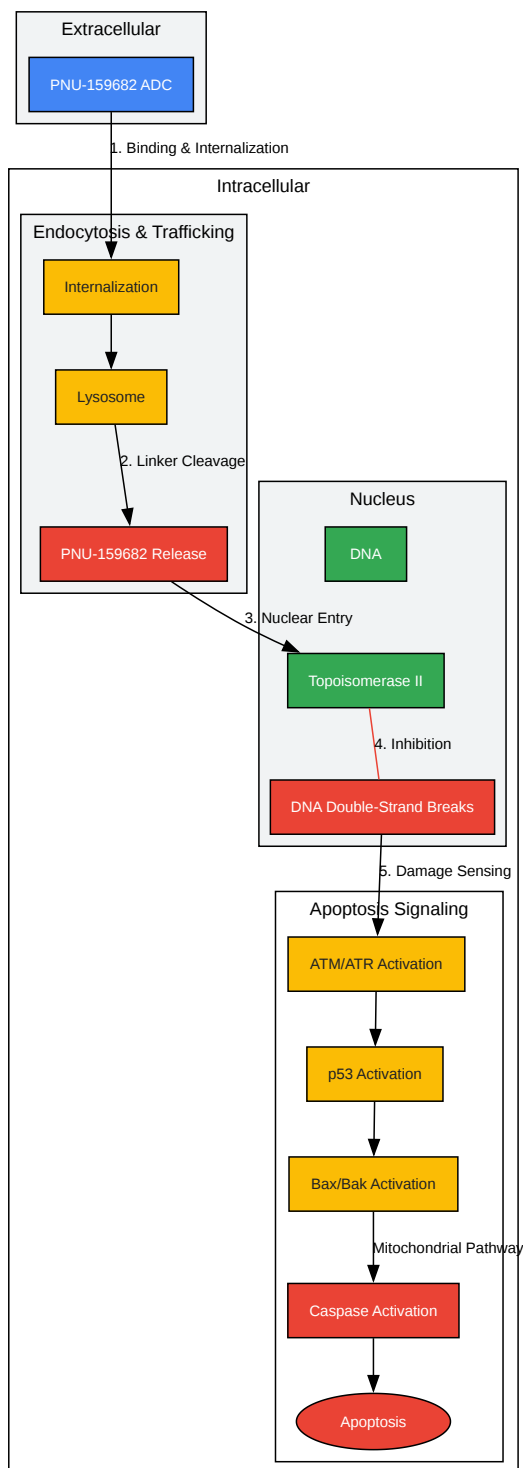 Extracellular
PNU-159682 ADC
1. Binding & Internalization
Intracellular
Endocytosis & Trafficking
Internalization
Lysosome
2. Linker Cleavage
PNU-159682 Release
Nucleus
DNA
3. Nuclear Entry
Topoisomerase II
4. Inhibition
DNA Double-Strand Breaks
5. Damage Sensing
Apoptosis Signaling
ATM/ATR Activation
p53 Activation
Bax/Bak Activation
Mitochondrial Pathway
Caspase Activation
Apoptosis